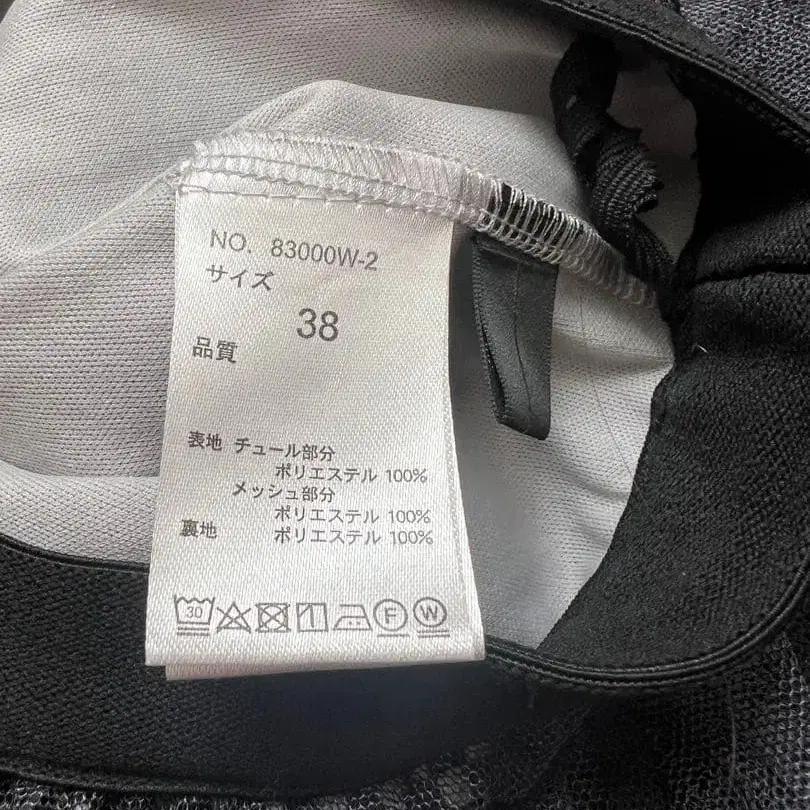 NO. 83000W-2
サイズ
38
品質
表地 チュール部分
ポリエステル 100%
メッシュ部分
ポリエステル 100%
裏地 ポリエステル 100%
30 F W